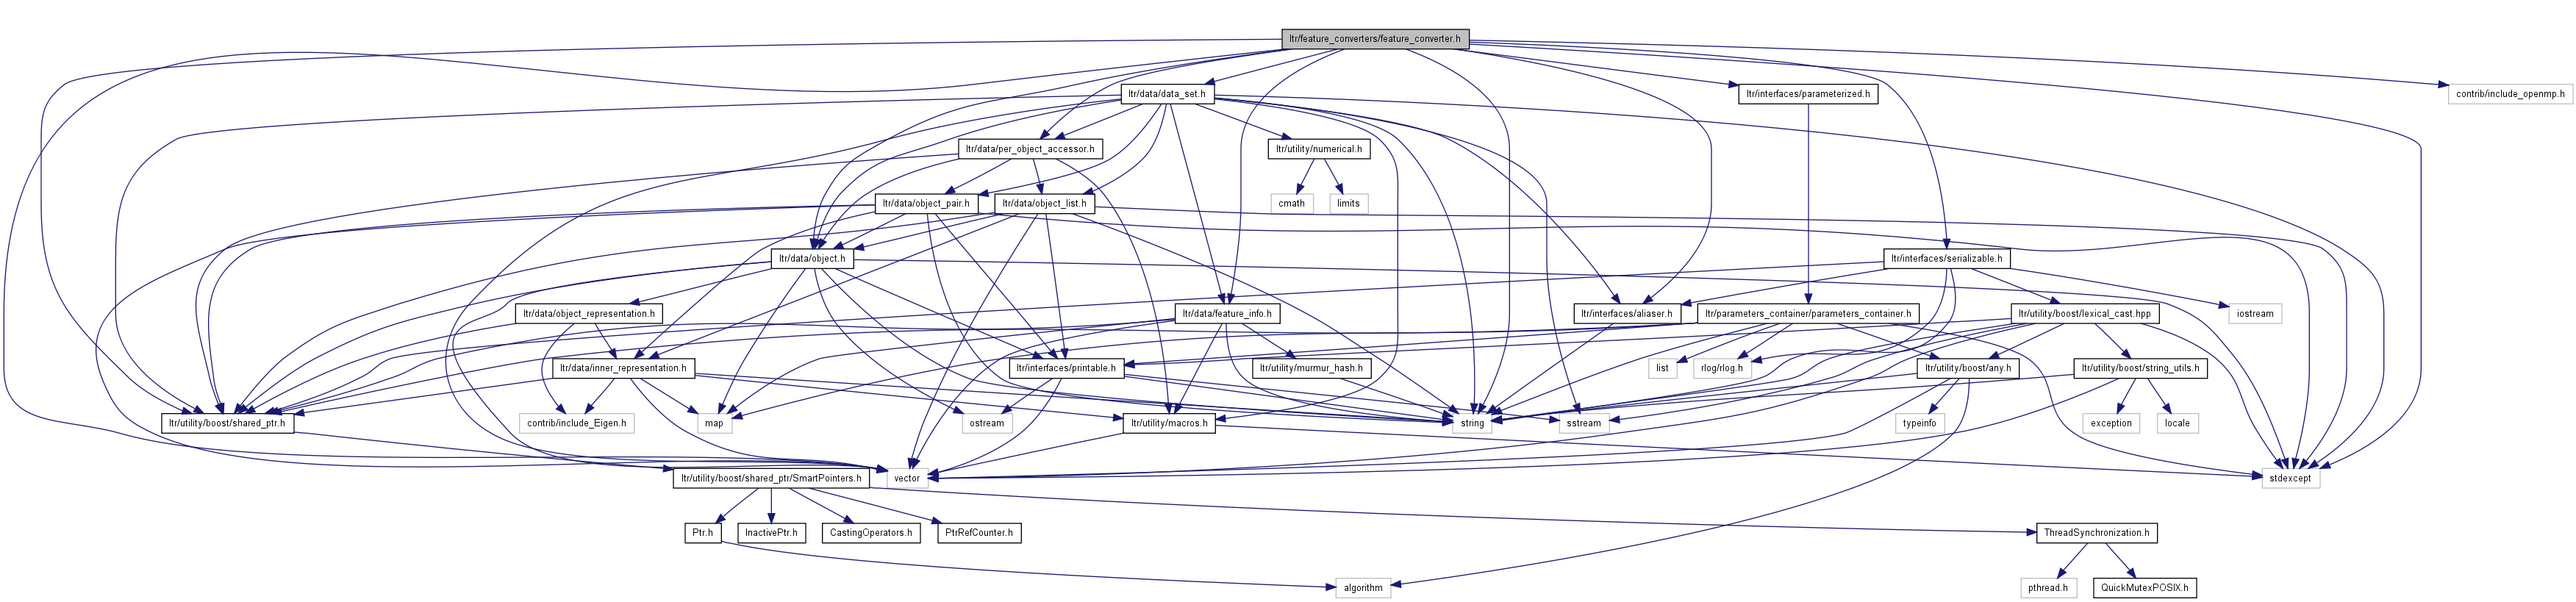 ltr/feature_converters/feature_converter.h
ltr/data/data_set.h
ltr/interfaces/parameterized.h
contrib/include_openmp.h
ltr/data/per_object_accessor.h
ltr/utility/numerical.h
ltr/data/object_pair.h
ltr/data/object_list.h
cmath
limits
ltr/data/object.h
ltr/interfaces/serializable.h
ltr/data/object_representation.h
ltr/data/feature_info.h
ltr/interfaces/aliaser.h
ltr/parameters_container/parameters_container.h
ltr/utility/boost/lexical_cast.hpp
iostream
ltr/data/inner_representation.h
ltr/interfaces/printable.h
ltr/utility/murmur_hash.h
list
rlog/rlog.h
ltr/utility/boost/any.h
ltr/utility/boost/string_utils.h
ltr/utility/boost/shared_ptr.h
contrib/include_Eigen.h
map
ostream
ltr/utility/macros.h
string
sstream
typeinfo
exception
locale
ltr/utility/boost/shared_ptr/SmartPointers.h
vector
stdexcept
Ptr.h
InactivePtr.h
CastingOperators.h
PtrRefCounter.h
ThreadSynchronization.h
algorithm
pthread.h
QuickMutexPOSIX.h